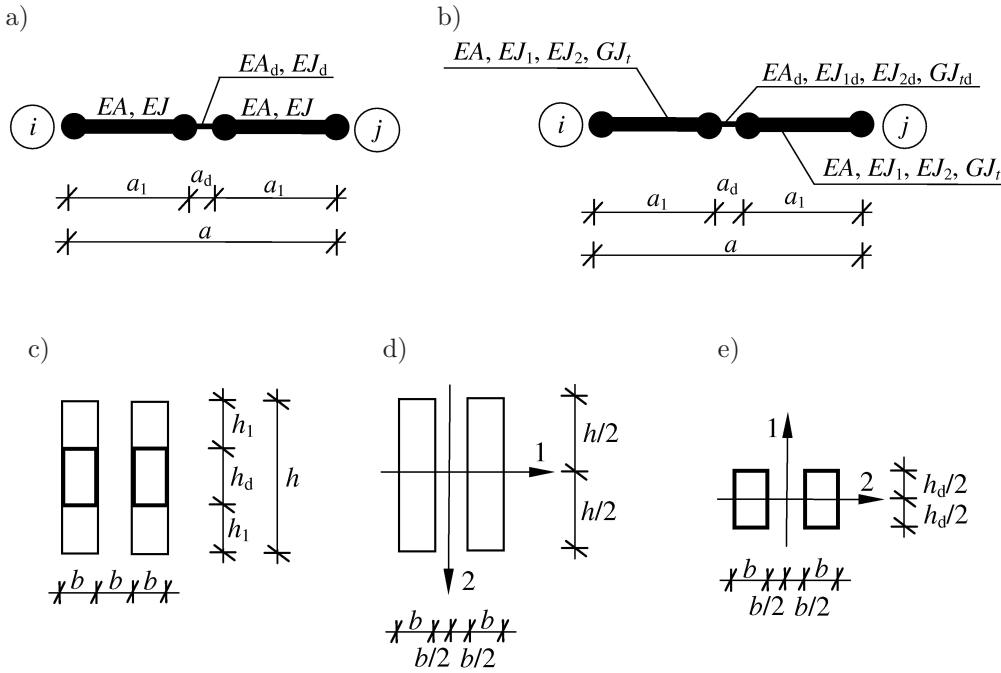 a)
EA_d, EJ_d
EA, EJ
EA, EJ
i
j
a_1
a_d
a_1
a
b)
EA, EJ_1, EJ_2, GJ_t
EA_d, EJ_1d, EJ_2d, GJ_td
i
j
EA, EJ_1, EJ_2, GJ_t
a_1
a_d
a_1
a
c)
h_1
h_d
h_1
h
b
b
b
d)
1
2
h/2
h/2
b
b
b/2
b/2
e)
1
2
h_d/2
h_d/2
b
b
b/2
b/2